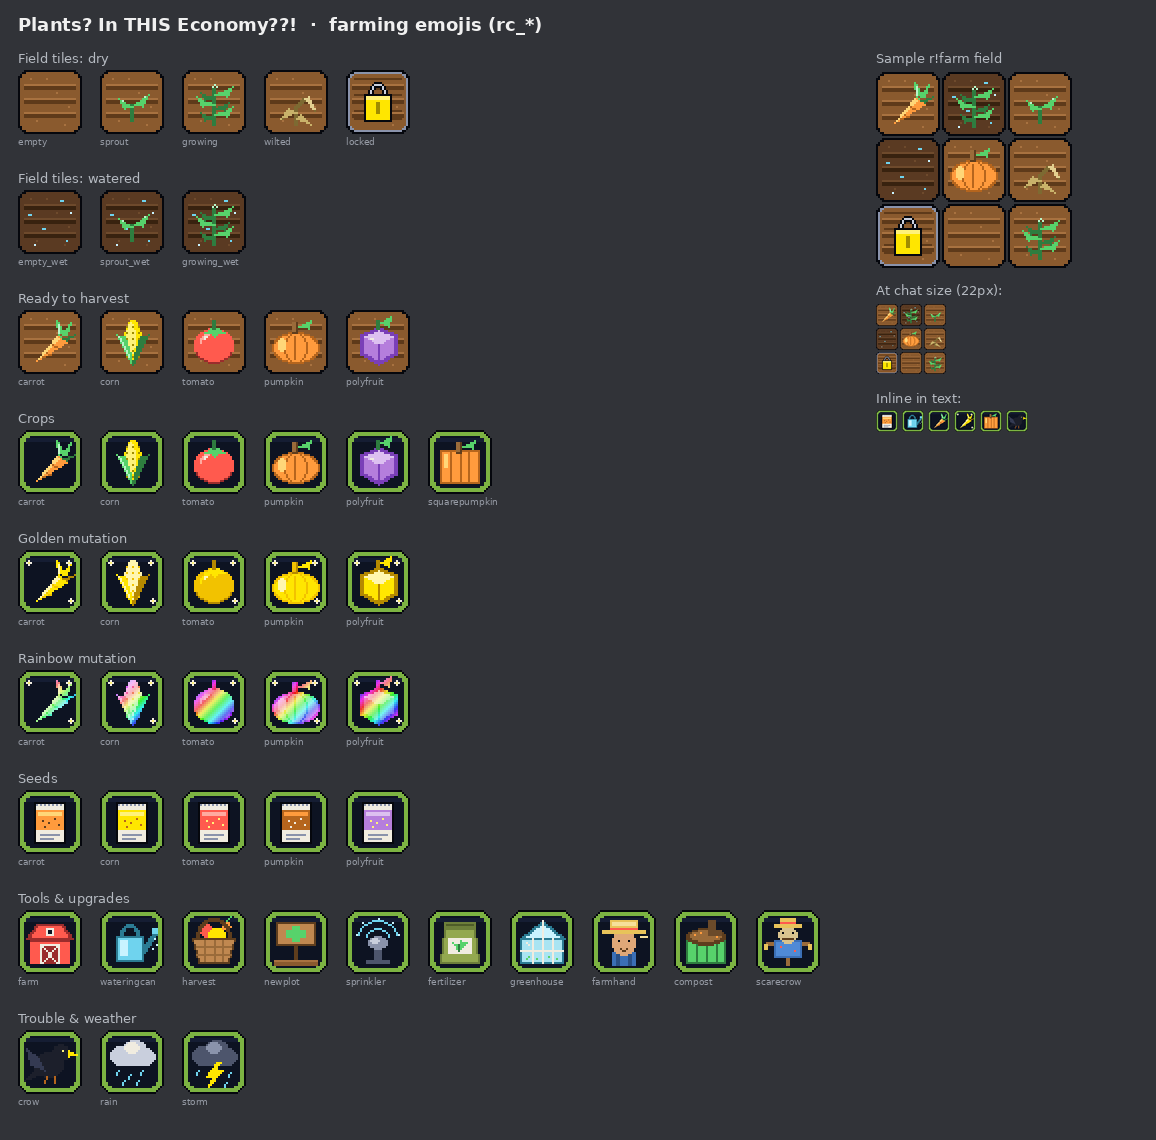 Plants? In THIS Economy??!  ·  farming emojis (rc_*)
Field tiles: dry
empty sprout growing wilted locked
Field tiles: watered
empty_wet sprout_wet growing_wet
Ready to harvest
carrot corn tomato pumpkin polyfruit
Crops
carrot corn tomato pumpkin polyfruit squarepumpkin
Golden mutation
carrot corn tomato pumpkin polyfruit
Rainbow mutation
carrot corn tomato pumpkin polyfruit
Seeds
carrot corn tomato pumpkin polyfruit
Tools & upgrades
farm wateringcan harvest newplot sprinkler fertilizer greenhouse farmhand compost scarecrow
Trouble & weather
crow rain storm
Sample r!farm field
At chat size (22px):
Inline in text: